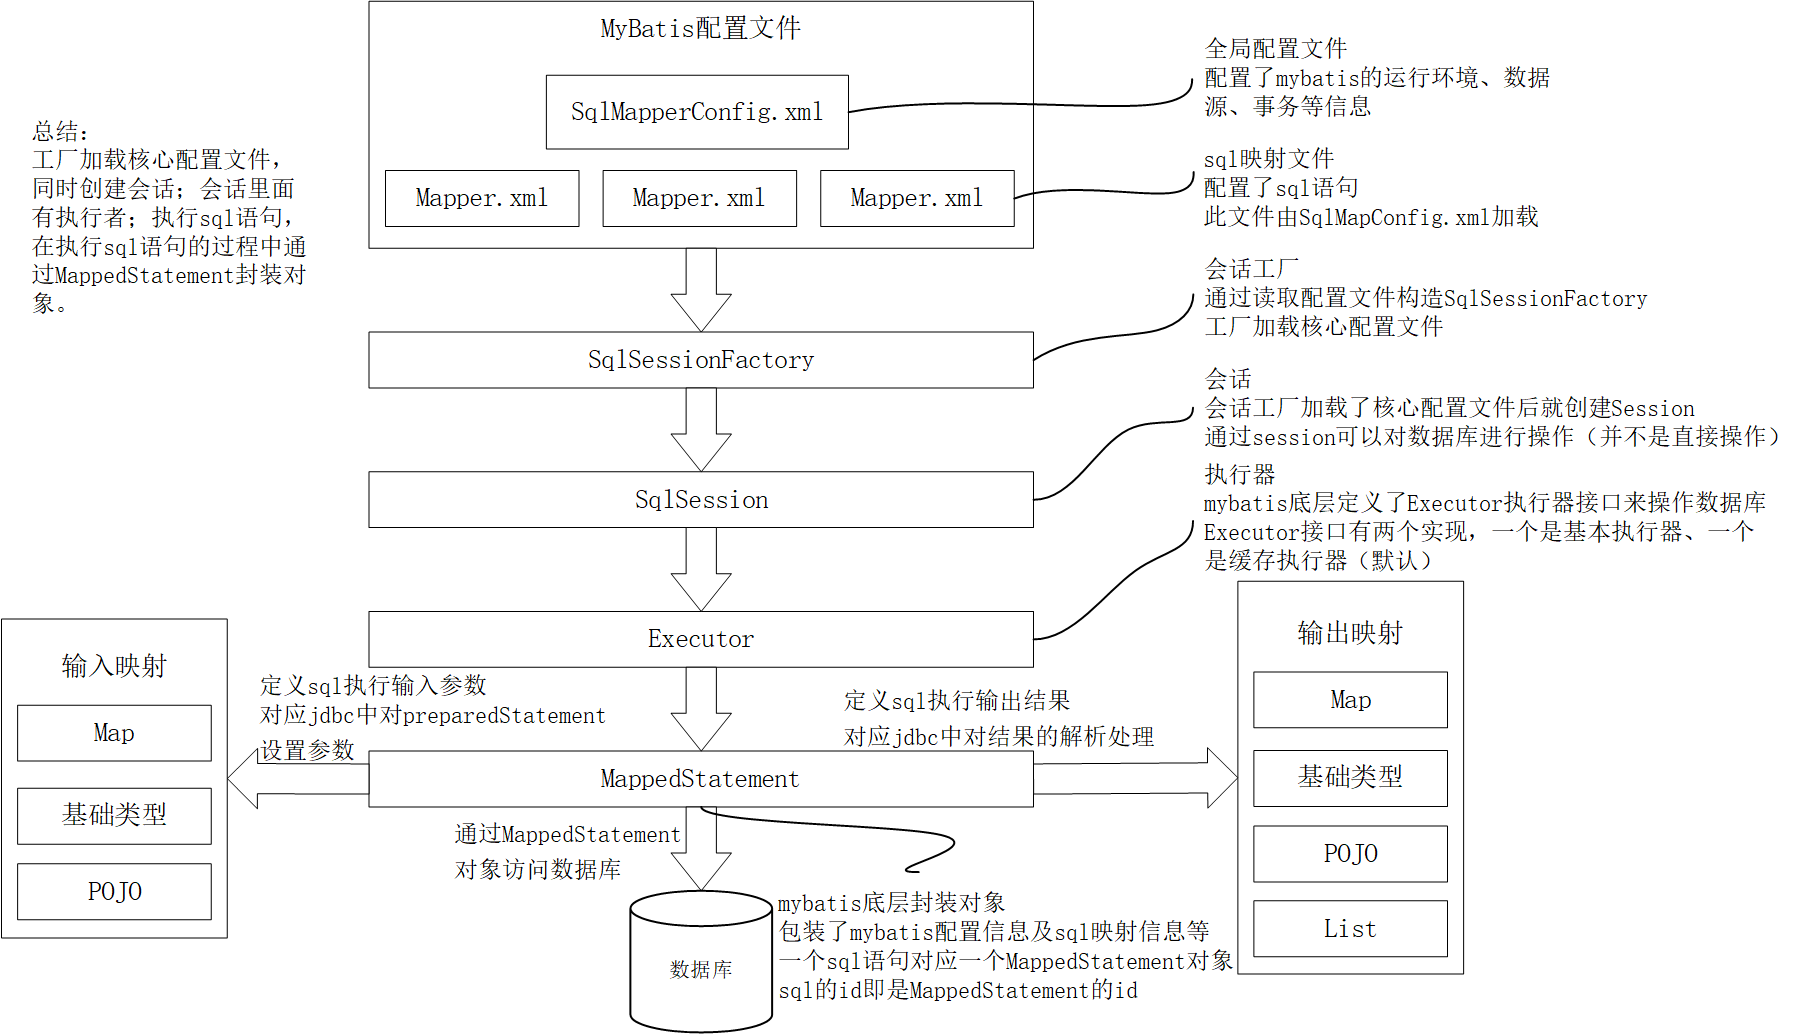 MyBatis配置文件
SqlMapperConfig.xml
Mapper.xml
Mapper.xml
Mapper.xml
全局配置文件
配置了mybatis的运行环境、数据
源、事务等信息
sql映射文件
配置了sql语句
此文件由SqlMapConfig.xml加载
总结：
工厂加载核心配置文件，
同时创建会话；会话里面
有执行者；执行sql语句，
在执行sql语句的过程中通
过MappedStatement封装对
象。
会话工厂
通过读取配置文件构造SqlSessionFactory
工厂加载核心配置文件
SqlSessionFactory
会话
会话工厂加载了核心配置文件后就创建Session
通过session可以对数据库进行操作（并不是直接操作）
SqlSession
执行器
mybatis底层定义了Executor执行器接口来操作数据库
Executor接口有两个实现，一个是基本执行器、一个
是缓存执行器（默认）
Executor
输入映射
Map
基础类型
POJO
定义sql执行输入参数
对应jdbc中对preparedStatement
设置参数
定义sql执行输出结果
对应jdbc中对结果的解析处理
MappedStatement
输出映射
Map
基础类型
POJO
List
通过MappedStatement
对象访问数据库
数据库
mybatis底层封装对象
包装了mybatis配置信息及sql映射信息等
一个sql语句对应一个MappedStatement对象
sql的id即是MappedStatement的id